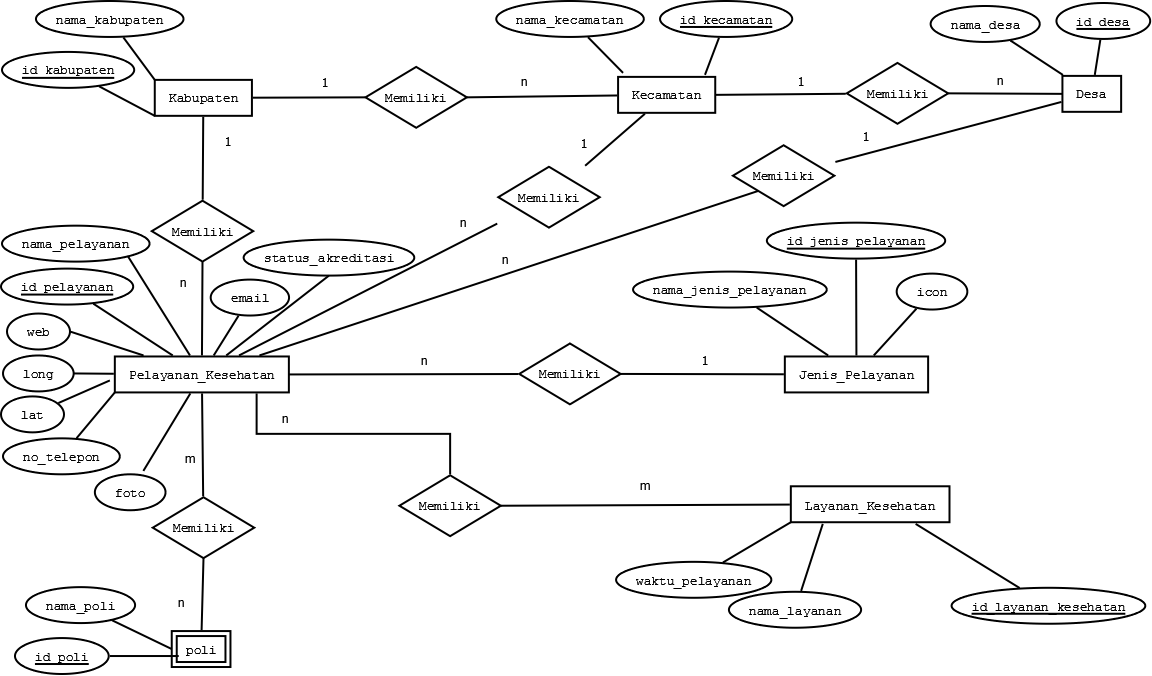 nama_kabupaten
nama_kecamatan
id_kecamatan
nama_desa
id_desa
id_kabupaten
Kabupaten
1
Memiliki
n
Kecamatan
1
Memiliki
n
Desa
1
1
1
Memiliki
Memiliki
Memiliki
n
nama_pelayanan
status_akreditasi
id_jenis_pelayanan
n
n
id_pelayanan
email
nama_jenis_pelayanan
icon
web
long
Pelayanan_Kesehatan
n
Memiliki
1
Jenis_Pelayanan
lat
n
no_telepon
m
foto
m
Memiliki
Layanan_Kesehatan
Memiliki
waktu_pelayanan
nama_layanan
id_layanan_kesehatan
nama_poli
n
id_poli
poli